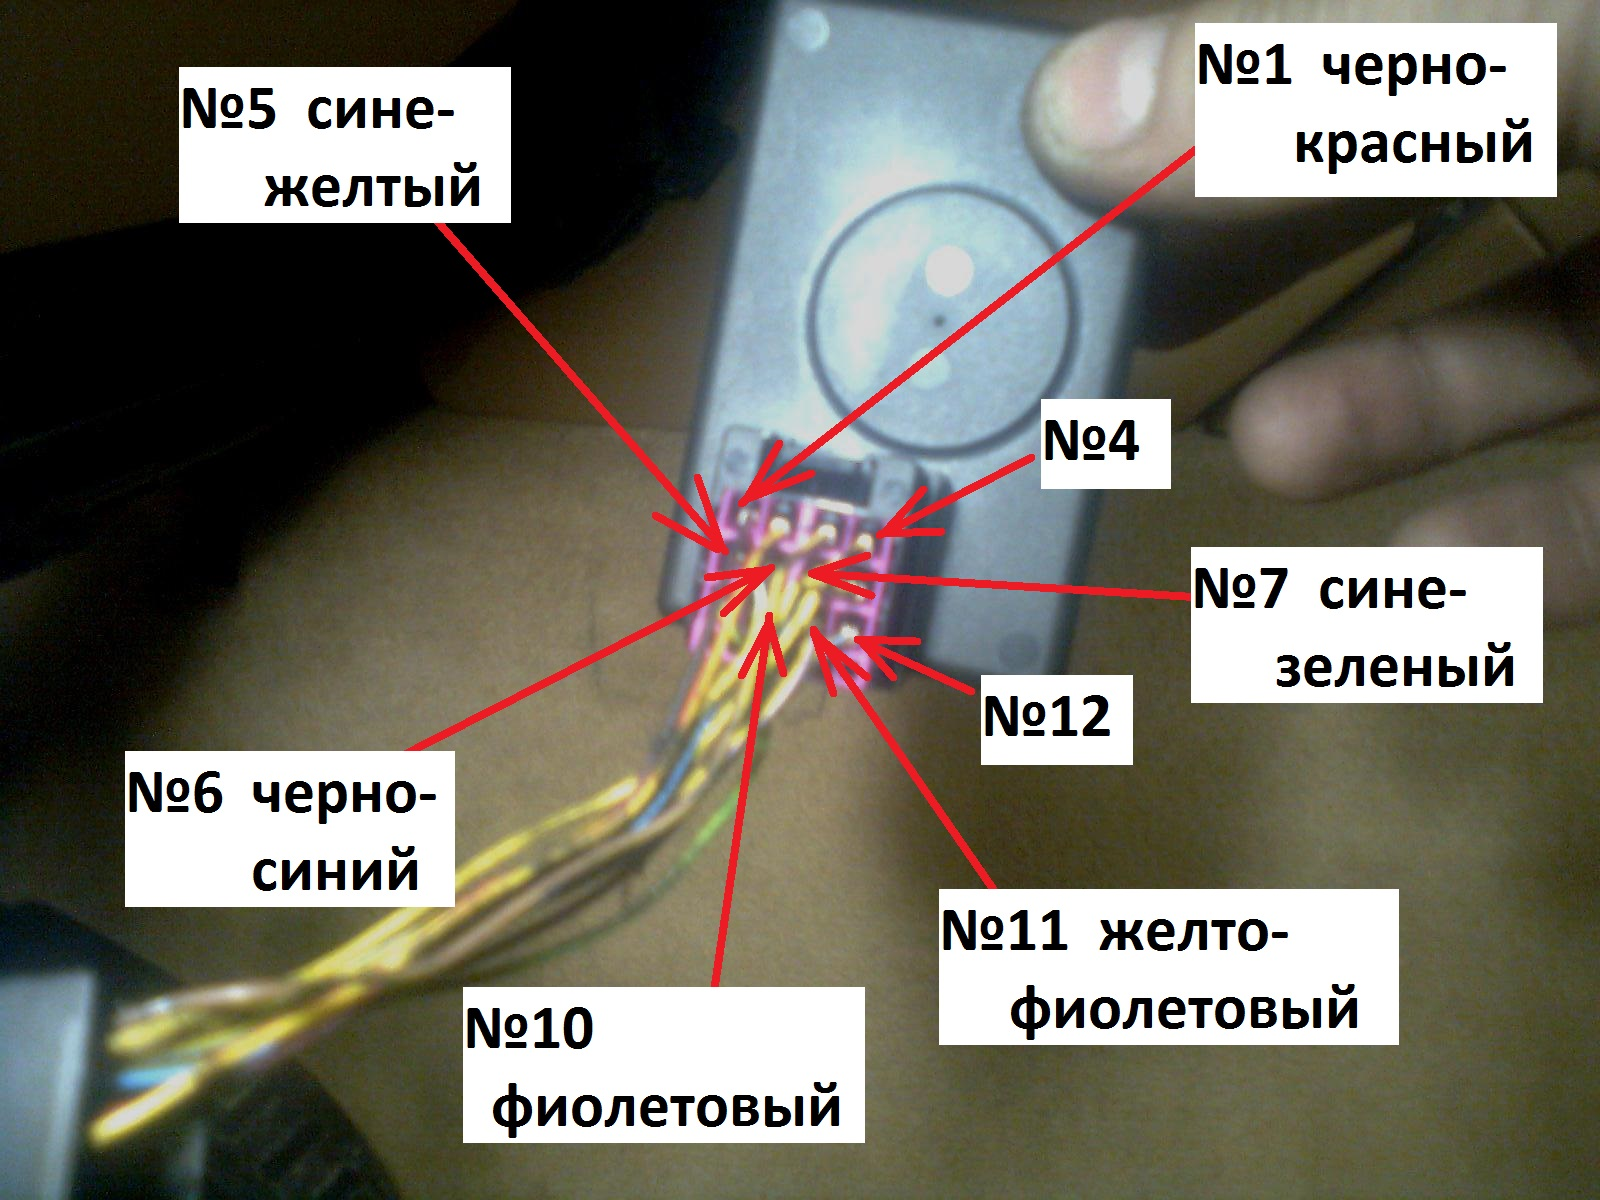 №5 сине-
желтый
№1 черно-
красный
№4
№7 сине-
зеленый
№12
№6 черно-
синий
№11 желто-
фиолетовый
№10
фиолетовый